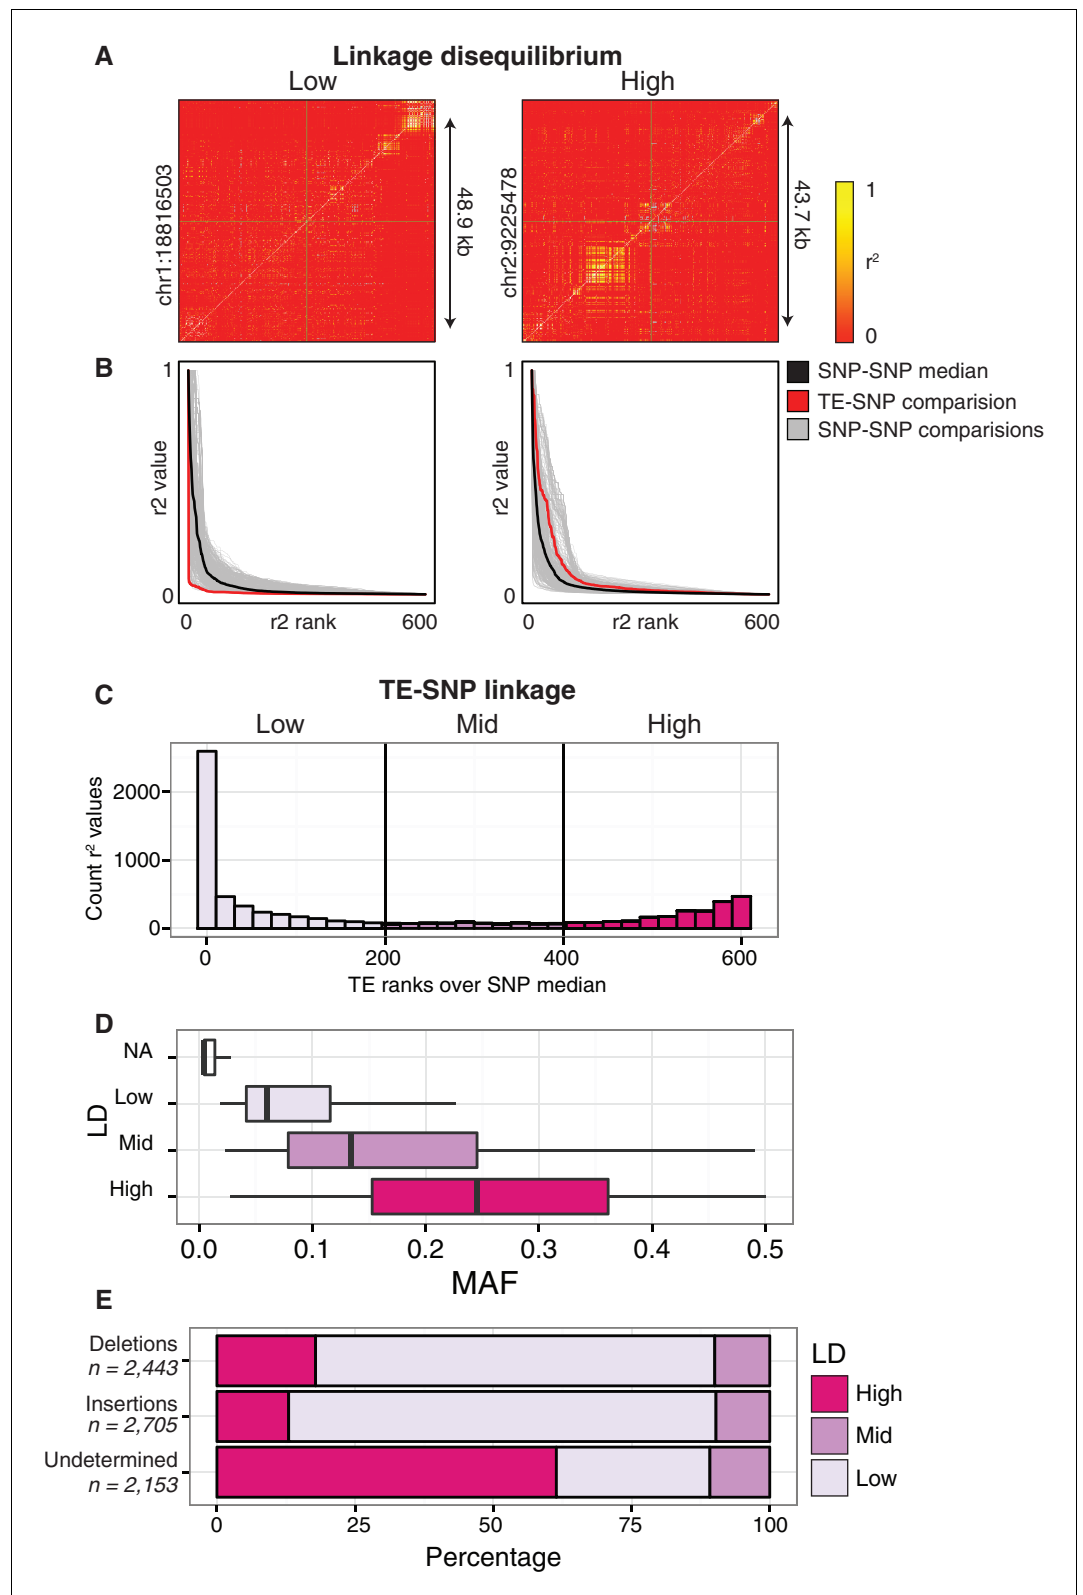 A
Linkage disequilibrium
Low
High
chr1:18816503
48.9 kb
chr2:9225478
43.7 kb
1
r²
0
B
1
r2 value
0
0
r2 rank
600
1
r2 value
0
0
r2 rank
600
SNP-SNP median
TE-SNP comparision
SNP-SNP comparisions
C
TE-SNP linkage
Low
Mid
High
Count r² values
2000
1000
0
0
200
400
600
TE ranks over SNP median
D
LD
NA
Low
Mid
High
0.0
0.1
0.2
0.3
0.4
0.5
MAF
E
Deletions
n = 2,443
Insertions
n = 2,705
Undetermined
n = 2,153
0
25
50
75
100
Percentage
LD
High
Mid
Low